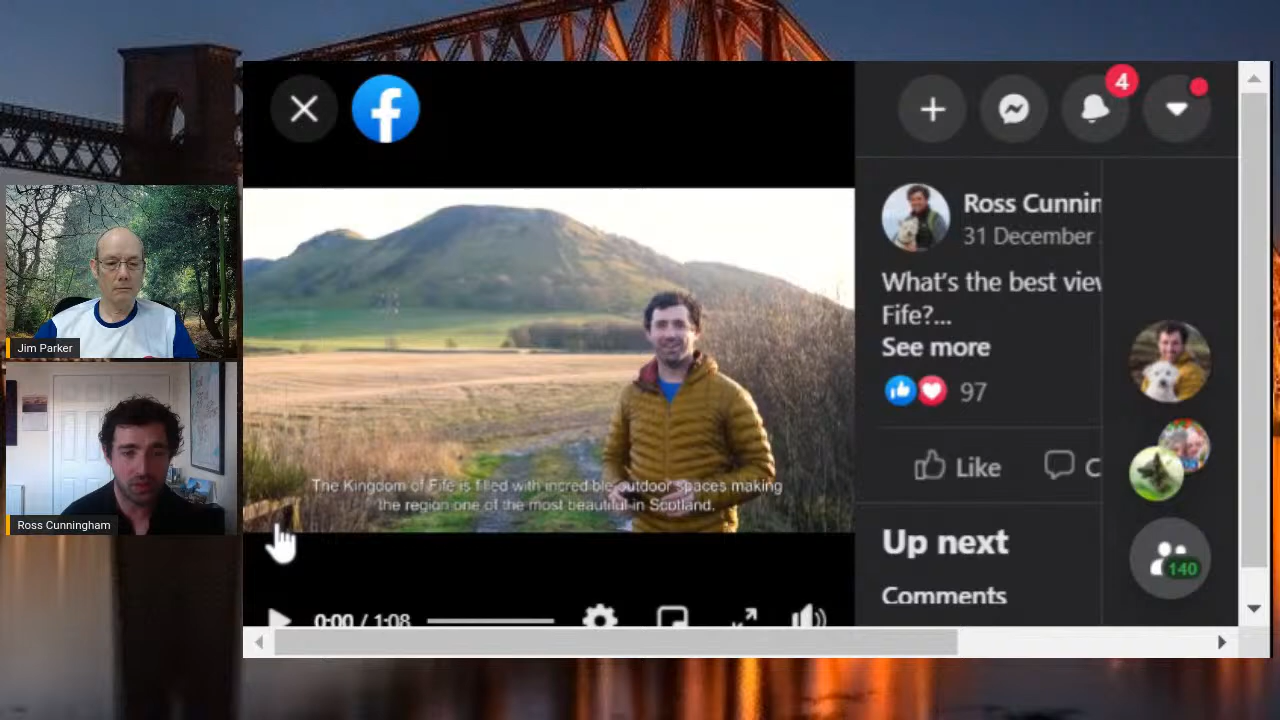 Jim Parker
Ross Cunningham
The Kingdom of Fife is filled with incredible outdoor spaces making
the region one of the most beautiful in Scotland.
0:00 / 1:08
4
Ross Cunnin
31 December
What's the best view
Fife?...
See more
97
Like
C
Up next
Comments
140